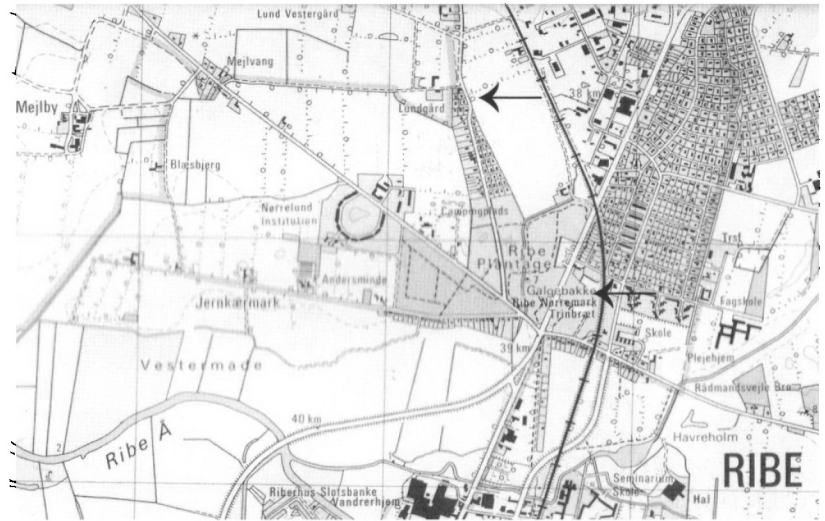 Lund Vestergård
Mejlvang
Mejlby
Lundgård
38 km
Blæsbjerg
Nørrelund
Institution
Campingplads
Ribe
Plantage
Trst.
Andersminde
Galgebakke
Ribe Nørremark
Trinbræt
Fagskole
Jernkærmark
Skole
39 km
Plejehjem
Vestermade
Rådmandsvejle Bro
40 km
Havreholm
2
Ribe Å
RIBE
Seminarium
Skole
Hal
Riberhus Slotsbanke
Vandrerhjem